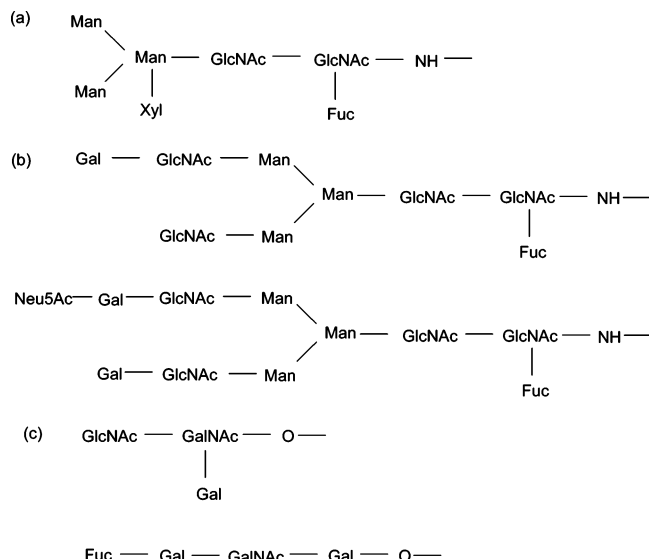 (a)
Man
Man GlcNAc GlcNAc NH
Man
Xyl Fuc
(b)
Gal GlcNAc Man
Man GlcNAc GlcNAc NH
GlcNAc Man
Fuc
Neu5Ac Gal GlcNAc Man
Man GlcNAc GlcNAc NH
Gal GlcNAc Man
Fuc
(c)
GlcNAc GalNAc O
Gal
Fuc Gal GalNAc Gal O